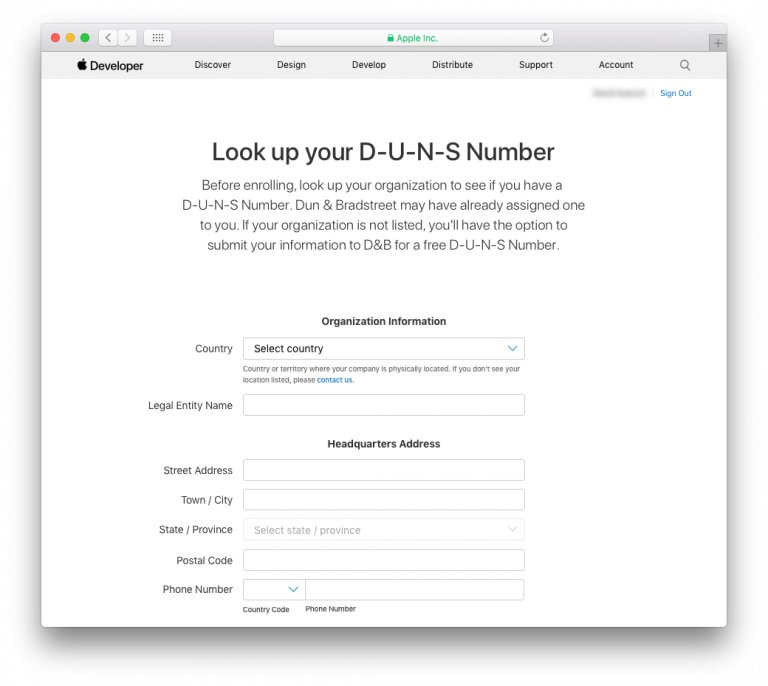 Apple Inc.
Developer Discover Design Develop Distribute Support Account
Sign Out
Look up your D-U-N-S Number
Before enrolling, look up your organization to see if you have a
D-U-N-S Number. Dun & Bradstreet may have already assigned one
to you. If your organization is not listed, you'll have the option to
submit your information to D&B for a free D-U-N-S Number.
Organization Information
Country Select country
Country or territory where your company is physically located. If you don't see your
location listed, please contact us.
Legal Entity Name
Headquarters Address
Street Address
Town / City
State / Province Select state / province
Postal Code
Phone Number
Country Code Phone Number